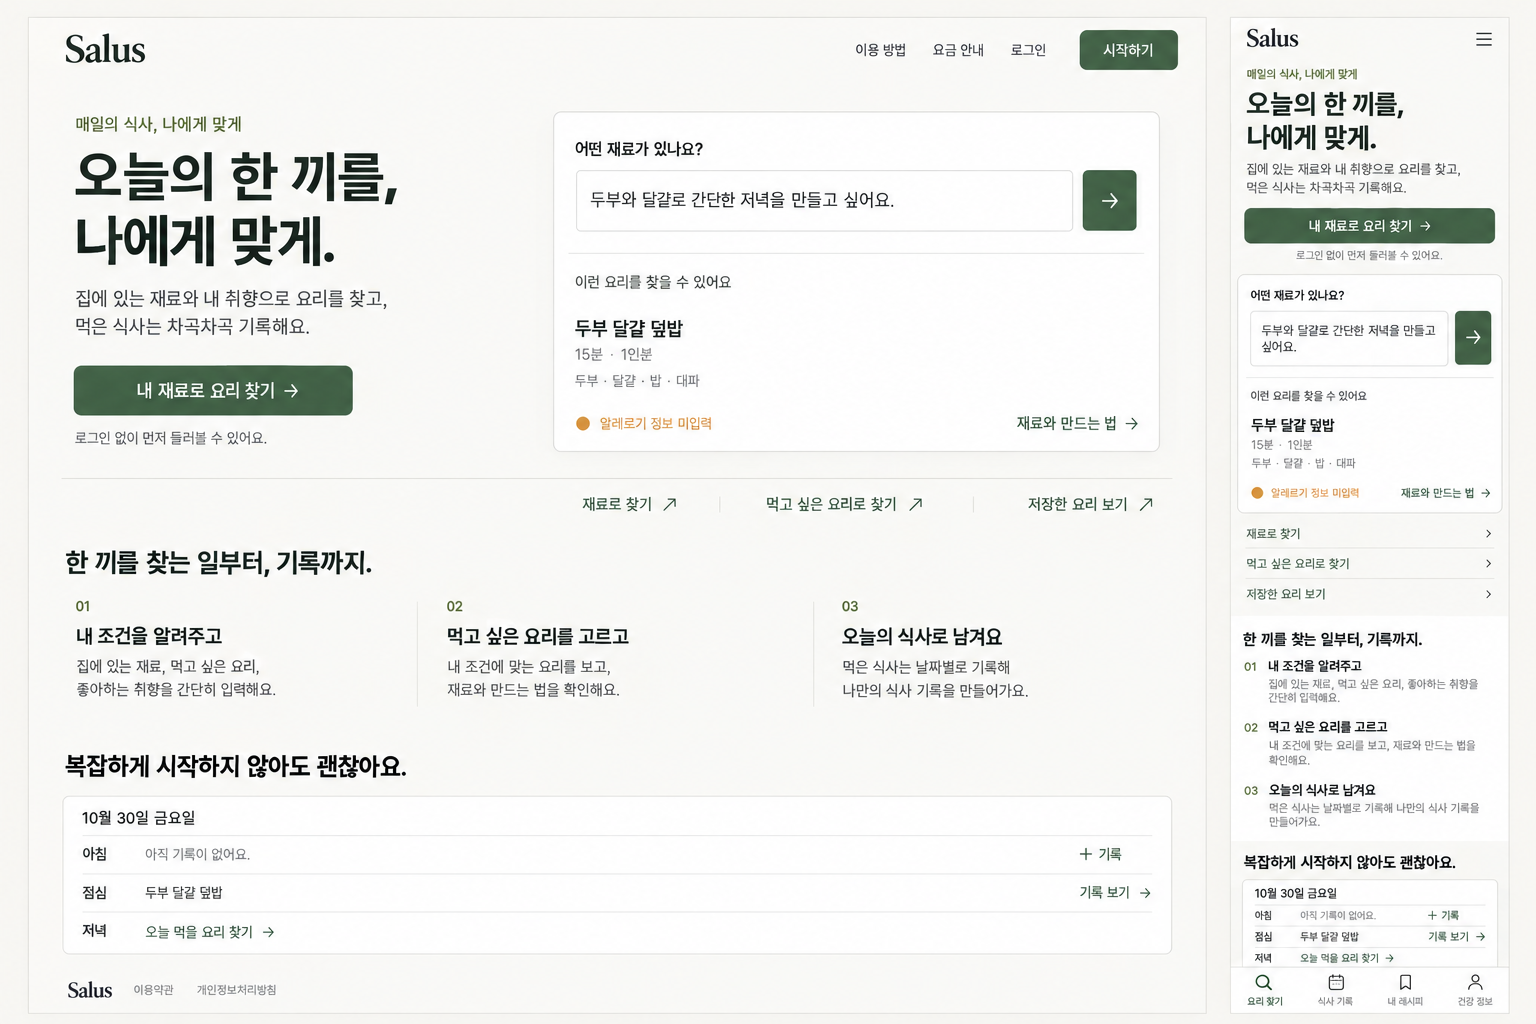 Salus
이용 방법
요금 안내
로그인
시작하기
매일의 식사, 나에게 맞게
오늘의 한 끼를,
나에게 맞게.
집에 있는 재료와 내 취향으로 요리를 찾고,
먹은 식사는 차곡차곡 기록해요.
내 재료로 요리 찾기 →
로그인 없이 먼저 둘러볼 수 있어요.
어떤 재료가 있나요?
두부와 달걀로 간단한 저녁을 만들고 싶어요.
→
이런 요리를 찾을 수 있어요
두부 달걀 덮밥
15분 · 1인분
두부 · 달걀 · 밥 · 대파
알레르기 정보 미입력
재료와 만드는 법 →
재료로 찾기 ↗
먹고 싶은 요리로 찾기 ↗
저장한 요리 보기 ↗
한 끼를 찾는 일부터, 기록까지.
01
내 조건을 알려주고
집에 있는 재료, 먹고 싶은 요리,
좋아하는 취향을 간단히 입력해요.
02
먹고 싶은 요리를 고르고
내 조건에 맞는 요리를 보고,
재료와 만드는 법을 확인해요.
03
오늘의 식사로 남겨요
먹은 식사는 날짜별로 기록해
나만의 식사 기록을 만들어가요.
복잡하게 시작하지 않아도 괜찮아요.
10월 30일 금요일
아침 아직 기록이 없어요. + 기록
점심 두부 달걀 덮밥 기록 보기 →
저녁 오늘 먹을 요리 찾기 →
Salus 이용약관 개인정보처리방침
Salus
매일의 식사, 나에게 맞게
오늘의 한 끼를,
나에게 맞게.
집에 있는 재료와 내 취향으로 요리를 찾고,
먹은 식사는 차곡차곡 기록해요.
내 재료로 요리 찾기 →
로그인 없이 먼저 둘러볼 수 있어요.
어떤 재료가 있나요?
두부와 달걀로 간단한 저녁을 만들고
싶어요.
→
이런 요리를 찾을 수 있어요
두부 달걀 덮밥
15분 · 1인분
두부 · 달걀 · 밥 · 대파
알레르기 정보 미입력
재료와 만드는 법 →
재료로 찾기
먹고 싶은 요리로 찾기
저장한 요리 보기
한 끼를 찾는 일부터, 기록까지.
01 내 조건을 알려주고
집에 있는 재료, 먹고 싶은 요리, 좋아하는 취향을
간단히 입력해요.
02 먹고 싶은 요리를 고르고
내 조건에 맞는 요리를 보고, 재료와 만드는 법을
확인해요.
03 오늘의 식사로 남겨요
먹은 식사는 날짜별로 기록해 나만의 식사 기록을
만들어가요.
복잡하게 시작하지 않아도 괜찮아요.
10월 30일 금요일
아침 아직 기록이 없어요. + 기록
점심 두부 달걀 덮밥 기록 보기 →
저녁 오늘 먹을 요리 찾기 →
요리 찾기
식사 기록
내 레시피
건강 정보